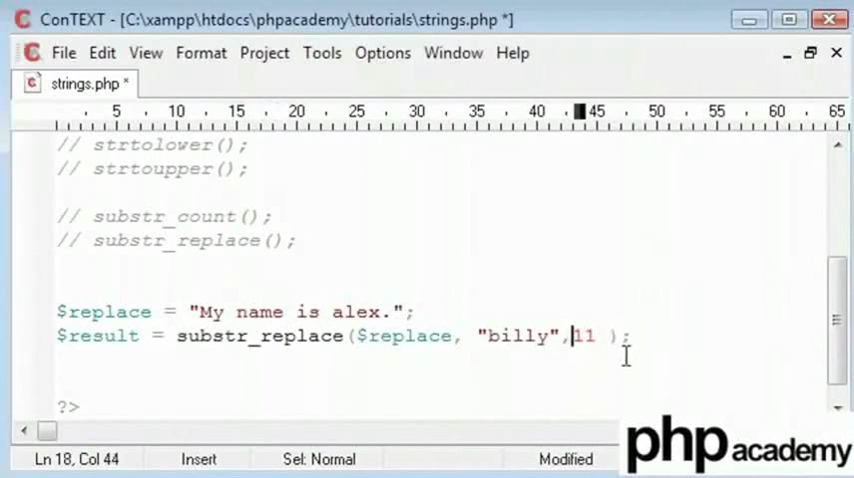 ConTEXT - [C:\xampp\htdocs\phpacademy\tutorials\strings.php *]
File Edit View Format Project Tools Options Window Help
strings.php *
5 10 15 20 25 30 35 40 45 50 55 60 65
// strtolower();
// strtoupper();
// substr_count();
// substr_replace();
$replace = "My name is alex.";
$result = substr_replace($replace, "billy",11 );
?>
php academy
Ln 18, Col 44 Insert Sel: Normal Modified